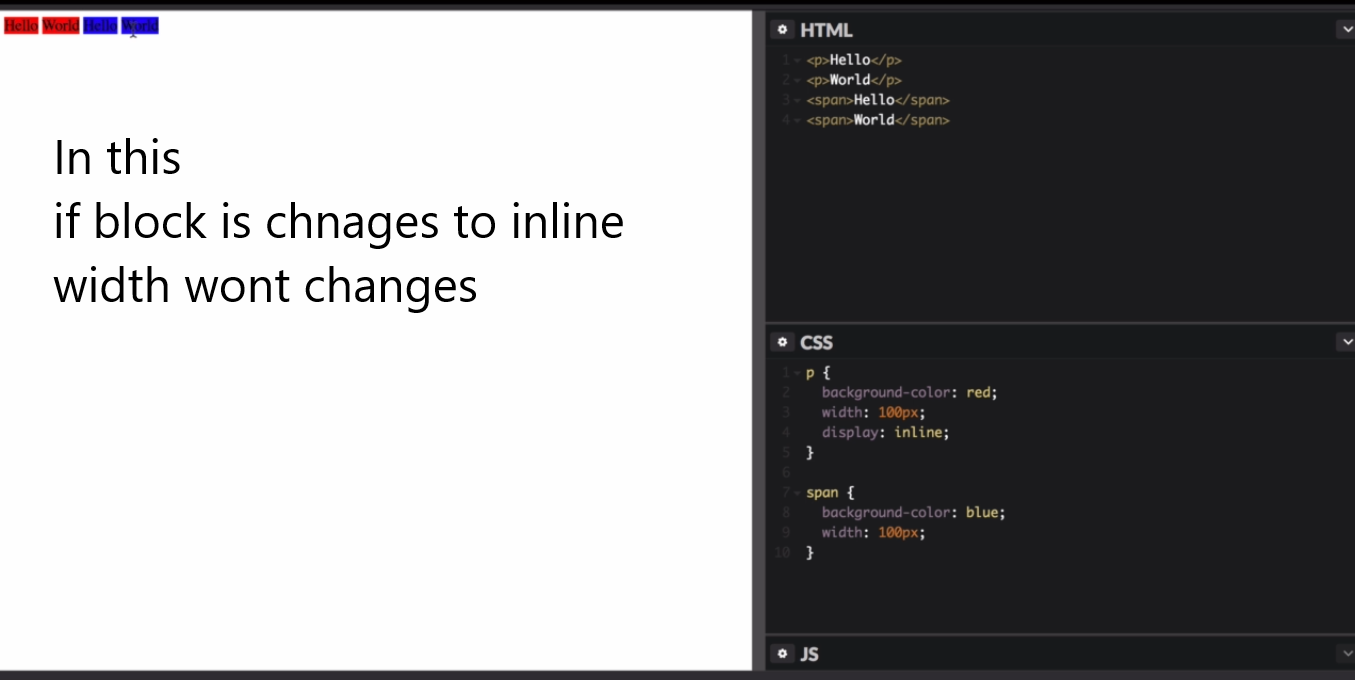 Hello World Hello World
In this
if block is chnages to inline
width wont changes
HTML
1 <p>Hello</p>
2 <p>World</p>
3 <span>Hello</span>
4 <span>World</span>
CSS
1 p {
2 background-color: red;
3 width: 100px;
4 display: inline;
5 }
6
7 span {
8 background-color: blue;
9 width: 100px;
10 }
JS